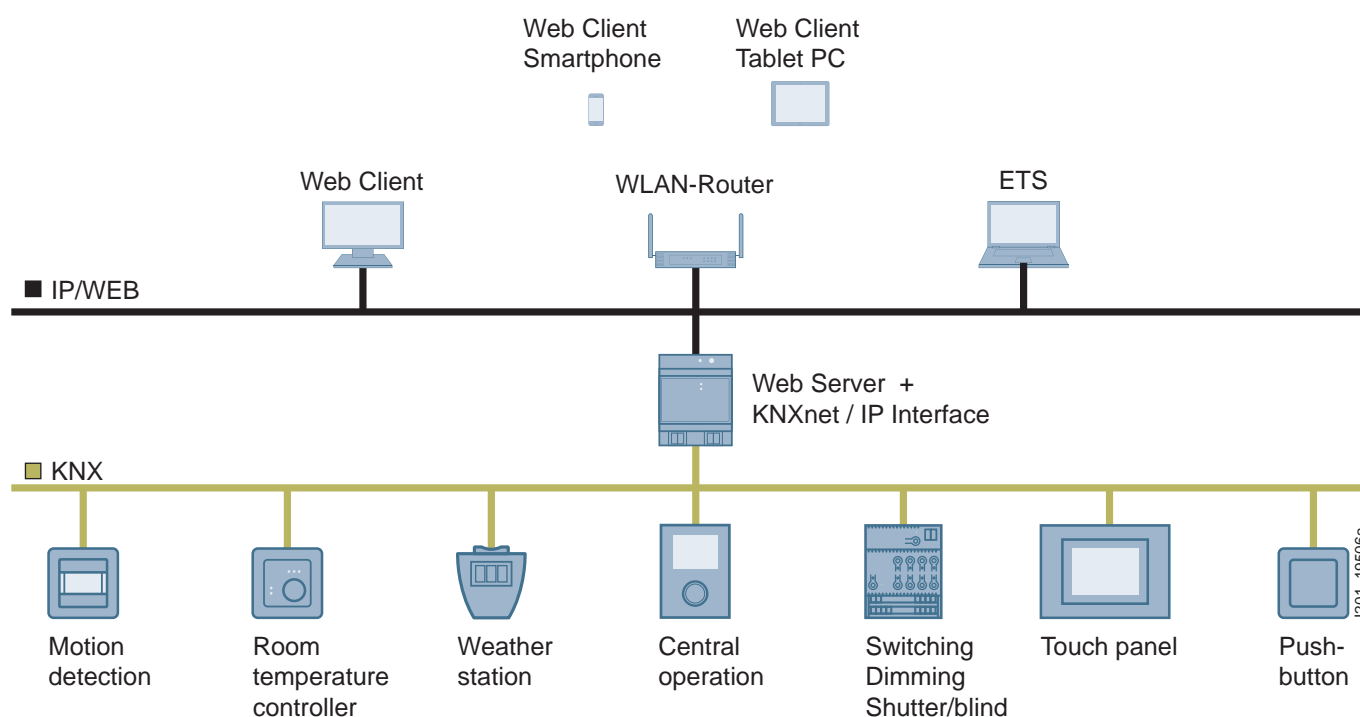 Web Client
Smartphone
Web Client
Tablet PC
Web Client
WLAN-Router
ETS
IP/WEB
Web Server +
KNXnet / IP Interface
KNX
Motion
detection
Room
temperature
controller
Weather
station
Central
operation
Switching
Dimming
Shutter/blind
Touch panel
Push-
button